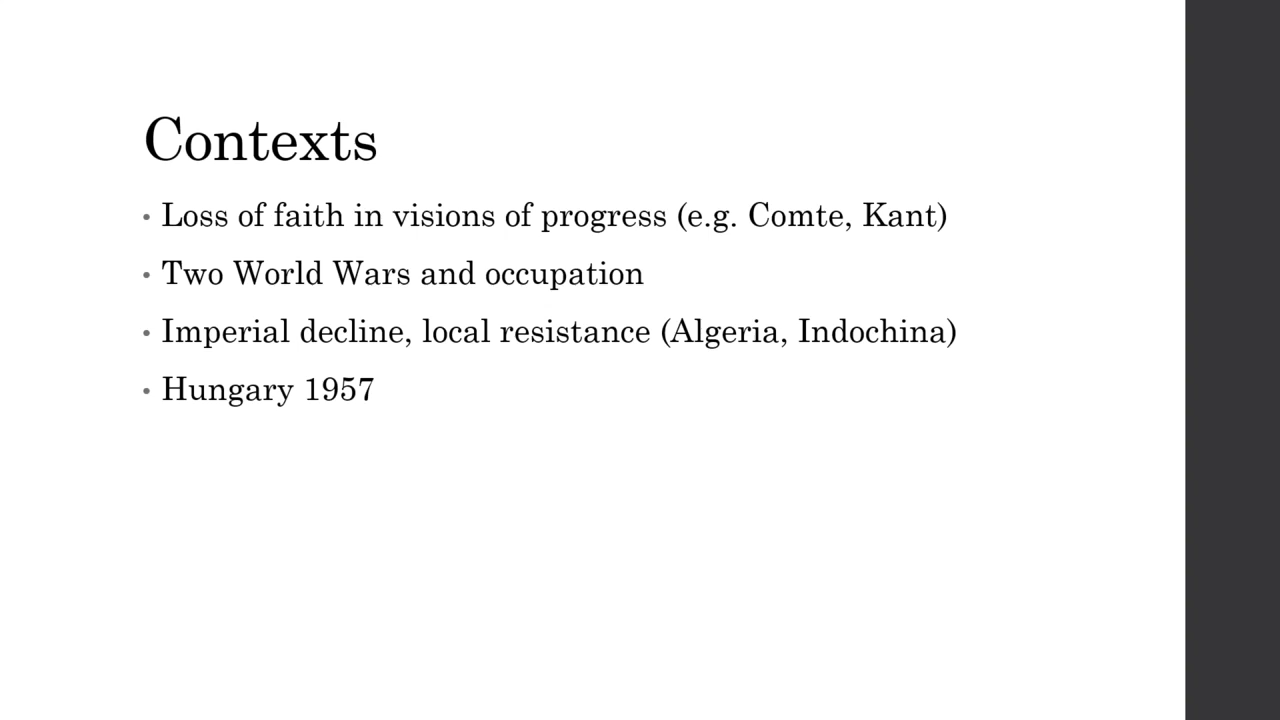 Contexts
• Loss of faith in visions of progress (e.g. Comte, Kant)
• Two World Wars and occupation
• Imperial decline, local resistance (Algeria, Indochina)
• Hungary 1957